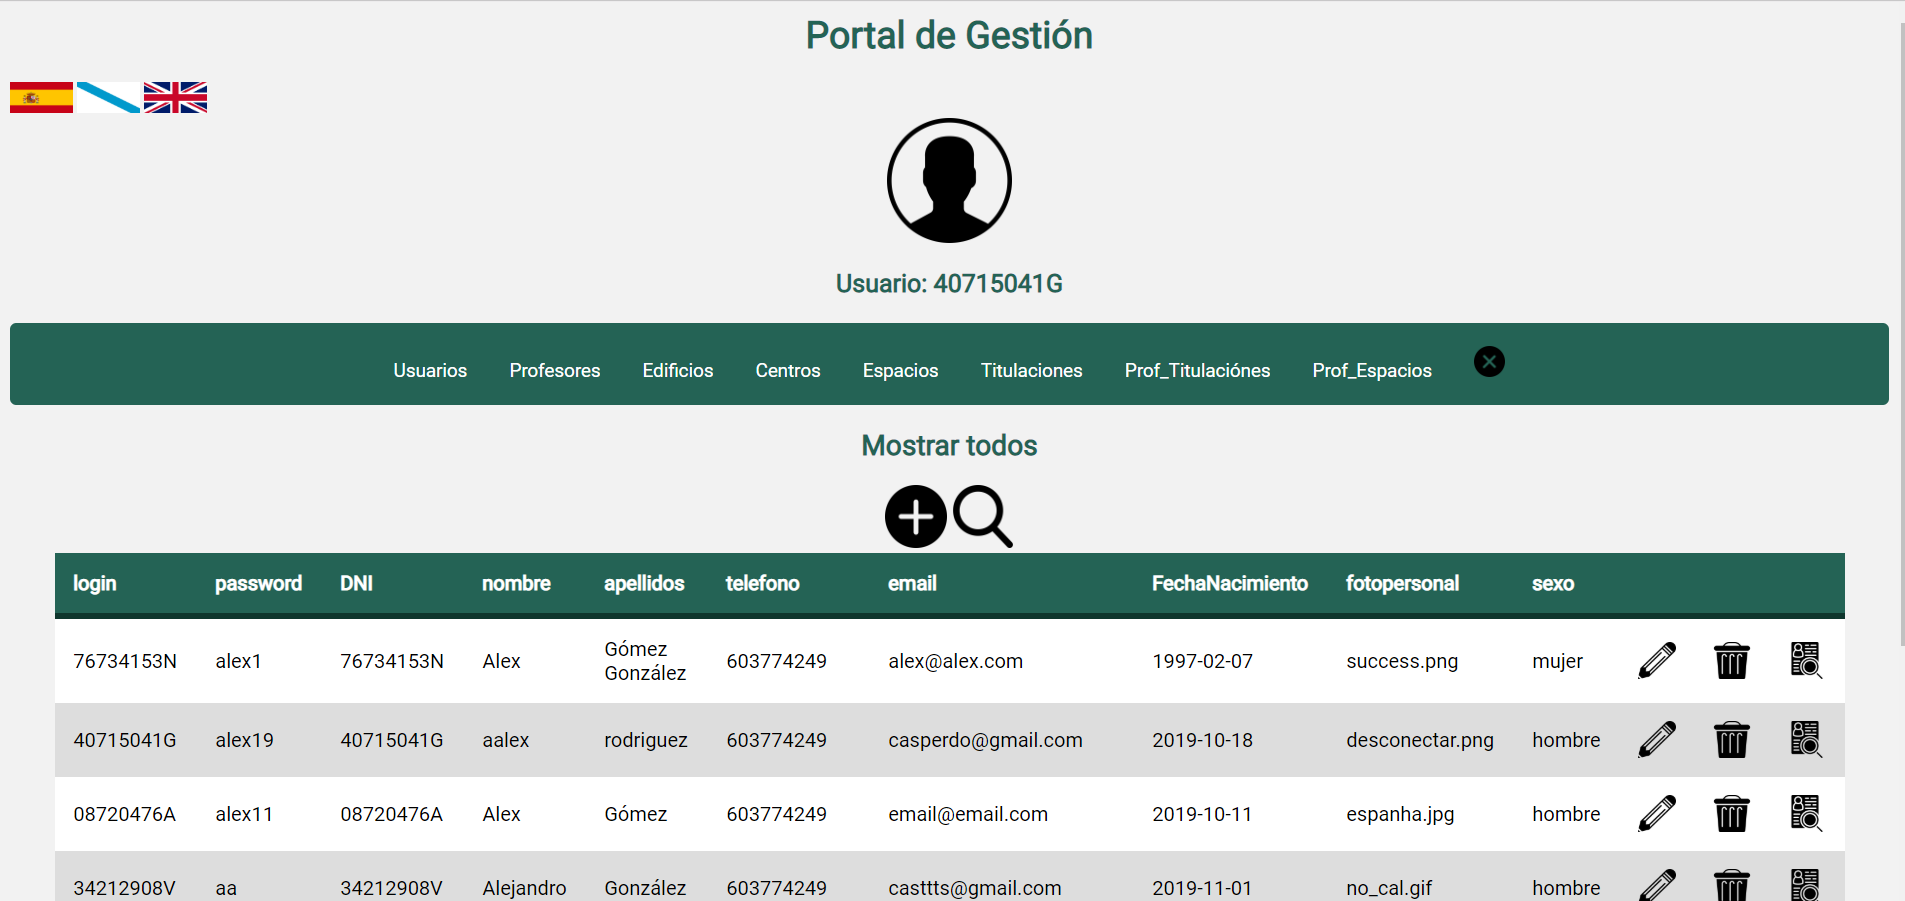 Portal de Gestión
Usuario: 40715041G
Usuarios Profesores Edificios Centros Espacios Titulaciones Prof_Titulaciónes Prof_Espacios
Mostrar todos
login password DNI nombre apellidos telefono email FechaNacimiento fotopersonal sexo
76734153N alex1 76734153N Alex Gómez González 603774249 alex@alex.com 1997-02-07 success.png mujer
40715041G alex19 40715041G aalex rodriguez 603774249 casperdo@gmail.com 2019-10-18 desconectar.png hombre
08720476A alex11 08720476A Alex Gómez 603774249 email@email.com 2019-10-11 espanha.jpg hombre
34212908V aa 34212908V Alejandro González 603774249 casttts@gmail.com 2019-11-01 no_cal.gif hombre